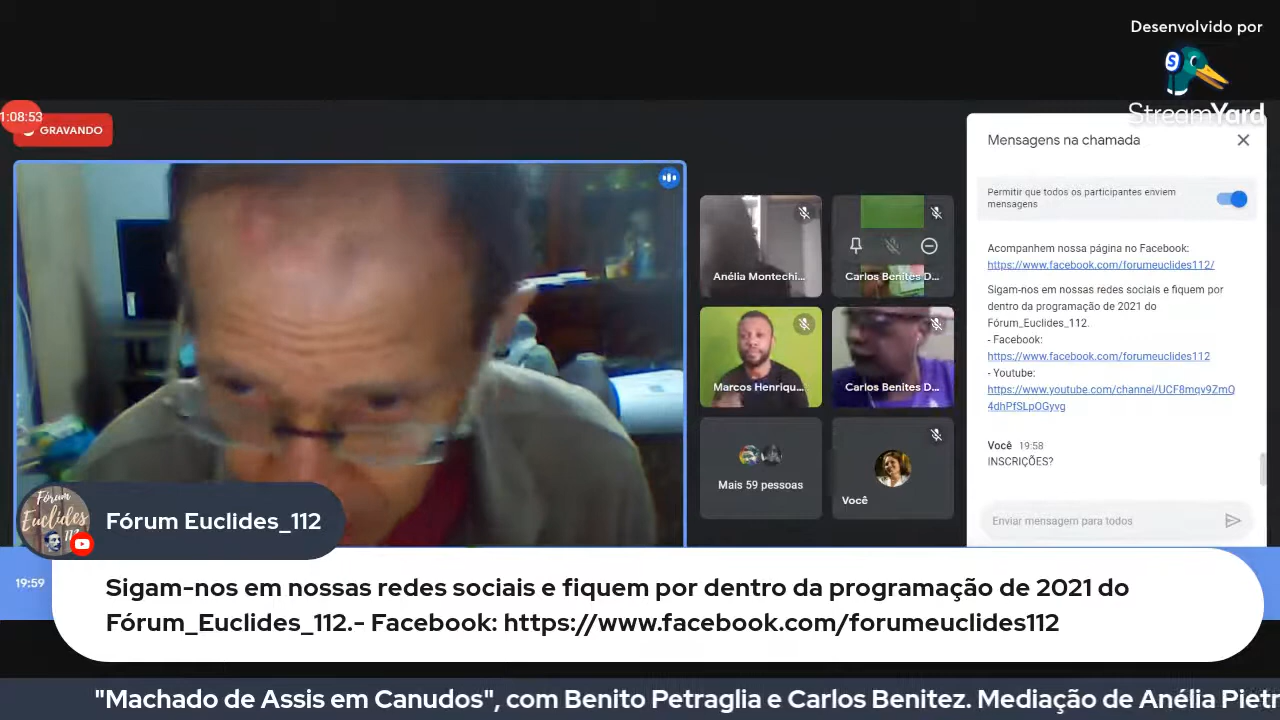 Desenvolvido por
StreamYard
1:08:53
GRAVANDO
Mensagens na chamada
Permitir que todos os participantes enviem
mensagens
Acompanhem nossa página no Facebook:
https://www.facebook.com/forumeuclides112/
Sigam-nos em nossas redes sociais e fiquem por
dentro da programação de 2021 do
Fórum_Euclides_112.
- Facebook:
https://www.facebook.com/forumeuclides112
- Youtube:
https://www.youtube.com/channel/UCF8mqv9ZmQ
4dhPfSLpOGyvg
Você 19:58
INSCRIÇÕES?
Enviar mensagem para todos
Anélia Montechi...
Carlos Benites D...
Marcos Henriqu...
Carlos Benites D...
Mais 59 pessoas
Você
Fórum
Euclides
112
Fórum Euclides_112
19:59
Sigam-nos em nossas redes sociais e fiquem por dentro da programação de 2021 do
Fórum_Euclides_112.- Facebook: https://www.facebook.com/forumeuclides112
"Machado de Assis em Canudos", com Benito Petraglia e Carlos Benitez. Mediação de Anélia Pietr